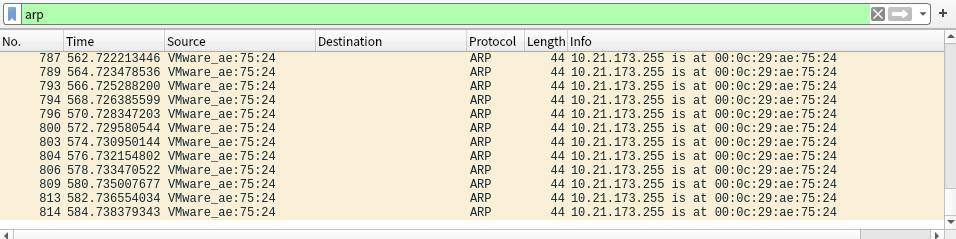 arp
No. Time Source Destination Protocol Length Info
787 562.722213446 VMware_ae:75:24 ARP 44 10.21.173.255 is at 00:0c:29:ae:75:24
789 564.723478536 VMware_ae:75:24 ARP 44 10.21.173.255 is at 00:0c:29:ae:75:24
793 566.725288200 VMware_ae:75:24 ARP 44 10.21.173.255 is at 00:0c:29:ae:75:24
794 568.726385599 VMware_ae:75:24 ARP 44 10.21.173.255 is at 00:0c:29:ae:75:24
796 570.728347203 VMware_ae:75:24 ARP 44 10.21.173.255 is at 00:0c:29:ae:75:24
800 572.729580544 VMware_ae:75:24 ARP 44 10.21.173.255 is at 00:0c:29:ae:75:24
803 574.730950144 VMware_ae:75:24 ARP 44 10.21.173.255 is at 00:0c:29:ae:75:24
804 576.732154802 VMware_ae:75:24 ARP 44 10.21.173.255 is at 00:0c:29:ae:75:24
806 578.733470522 VMware_ae:75:24 ARP 44 10.21.173.255 is at 00:0c:29:ae:75:24
809 580.735007677 VMware_ae:75:24 ARP 44 10.21.173.255 is at 00:0c:29:ae:75:24
813 582.736554034 VMware_ae:75:24 ARP 44 10.21.173.255 is at 00:0c:29:ae:75:24
814 584.738379343 VMware_ae:75:24 ARP 44 10.21.173.255 is at 00:0c:29:ae:75:24